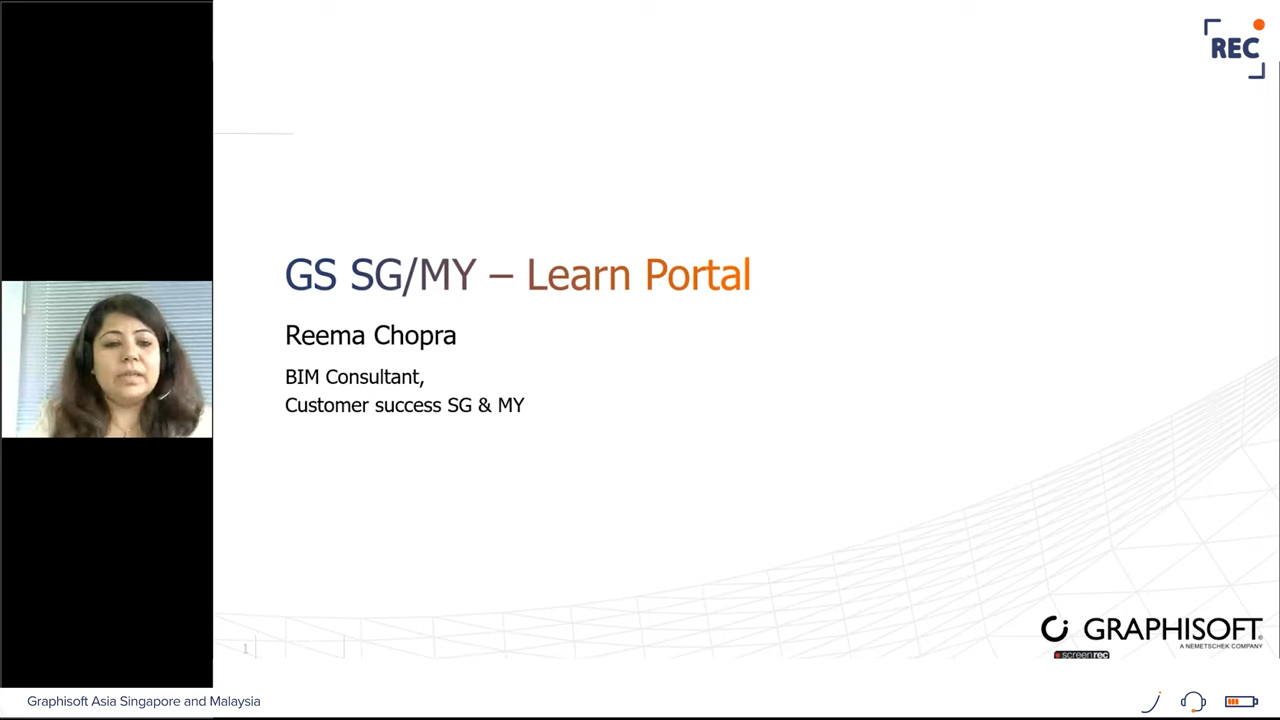 REC
GS SG/MY – Learn Portal
Reema Chopra
BIM Consultant,
Customer success SG & MY
GRAPHISOFT
A NEMETSCHEK COMPANY
screenrec
1
Graphisoft Asia Singapore and Malaysia